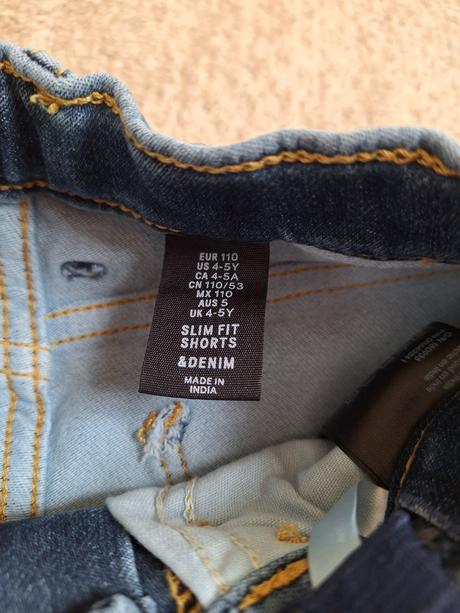 EUR 110
US 4-5Y
CA 4-5A
CN 110/53
MX 110
AUS 5
UK 4-5Y
SLIM FIT
SHORTS
&DENIM
MADE IN
INDIA